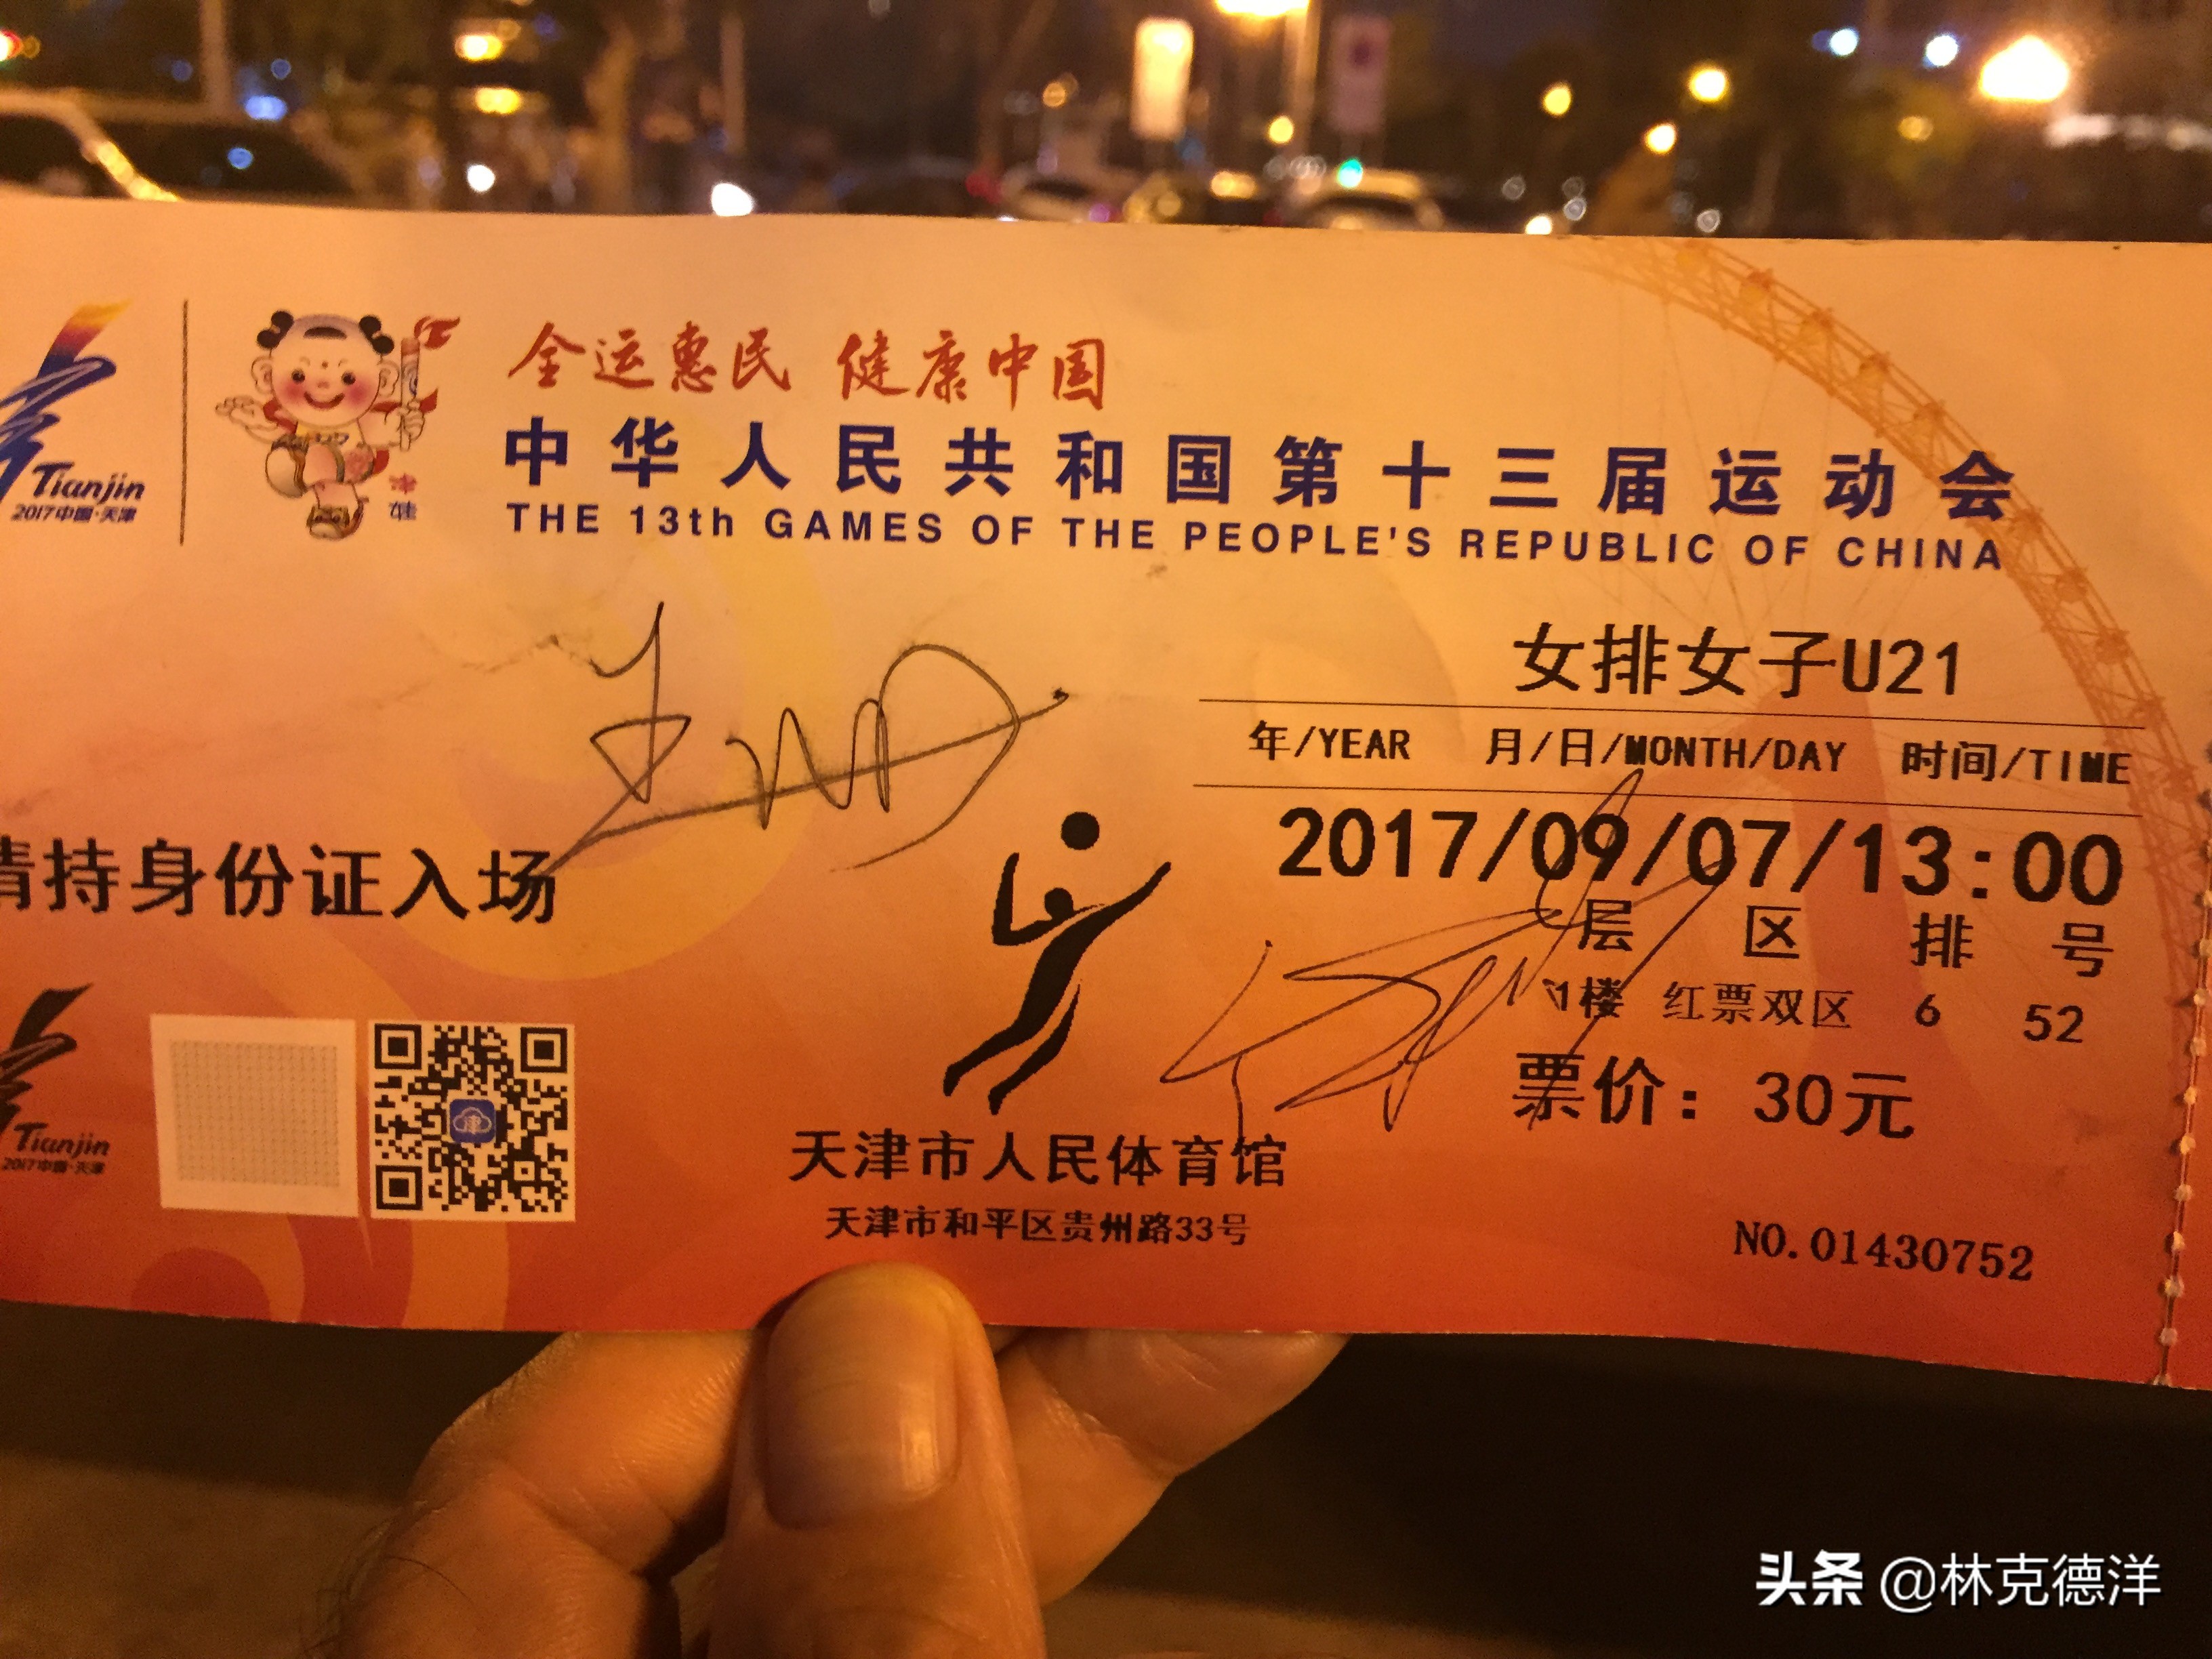 全运惠民 健康中国
中华人民共和国第十三届运动会
THE 13th GAMES OF THE PEOPLE'S REPUBLIC OF CHINA
Tianjin
2017中国·天津
津娃
女排女子U21
年/YEAR 月/日/MONTH/DAY 时间/TIME
2017/09/07/13:00
请持身份证入场
层 区 排 号
1楼 红票双区 6 52
票价: 30元
Tianjin
2017中国·天津
津
天津市人民体育馆
天津市和平区贵州路33号
NO.01430752
头条 @林克德洋